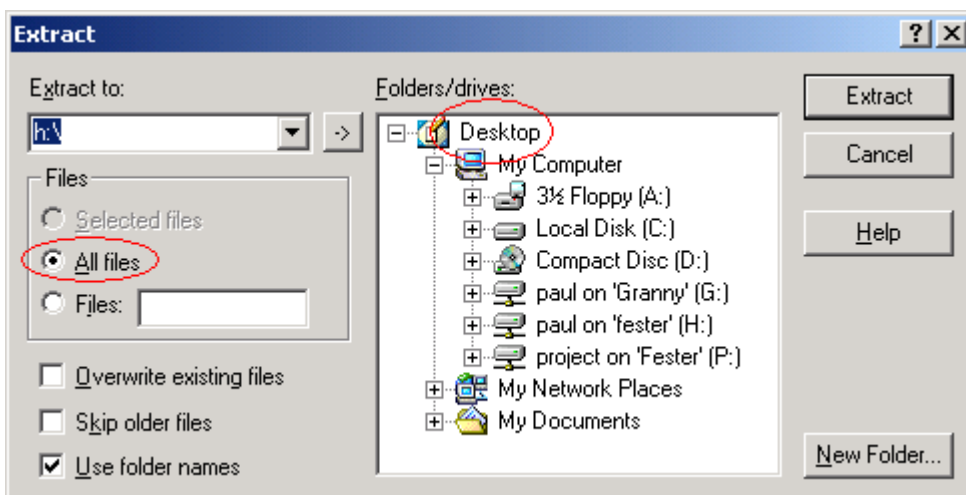 Extract
Extract to:
h:\
->
Files
Selected files
All files
Files:
Overwrite existing files
Skip older files
Use folder names
Folders/drives:
Desktop
My Computer
3½ Floppy (A:)
Local Disk (C:)
Compact Disc (D:)
paul on 'Granny' (G:)
paul on 'fester' (H:)
project on 'Fester' (P:)
My Network Places
My Documents
Extract
Cancel
Help
New Folder...